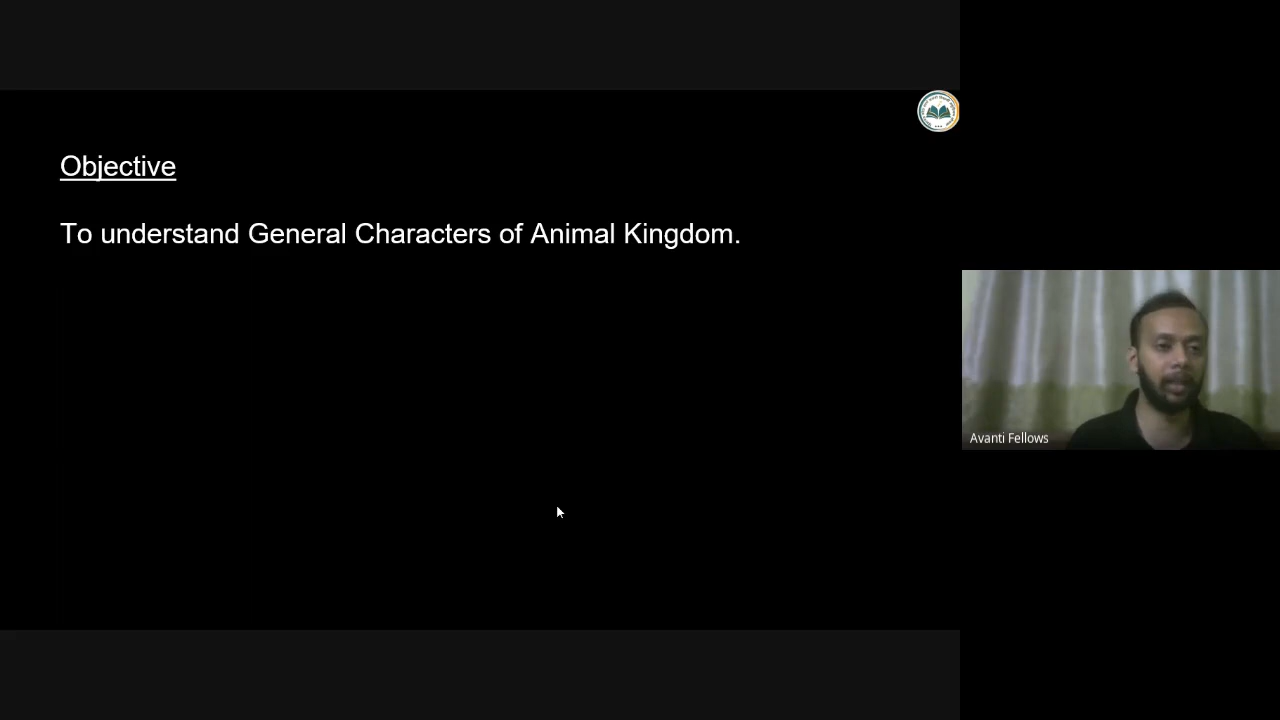 Objective
To understand General Characters of Animal Kingdom.
Avanti Fellows